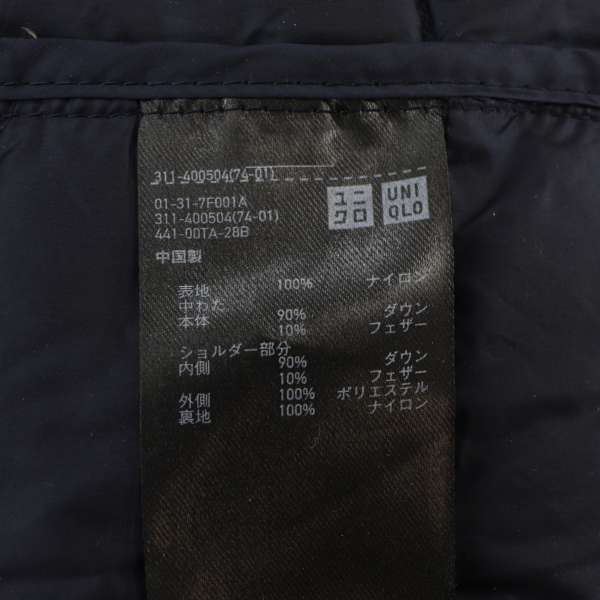 311-400504(74-01)
01-31-7F001A
311-400504(74-01)
441-00TA-28B
ユニ
クロ
UNI
QLO
中国製
表地 100% ナイロン
中わた
本体 90% ダウン
10% フェザー
ショルダー部分
内側 90% ダウン
10% フェザー
外側 100% ポリエステル
裏地 100% ナイロン